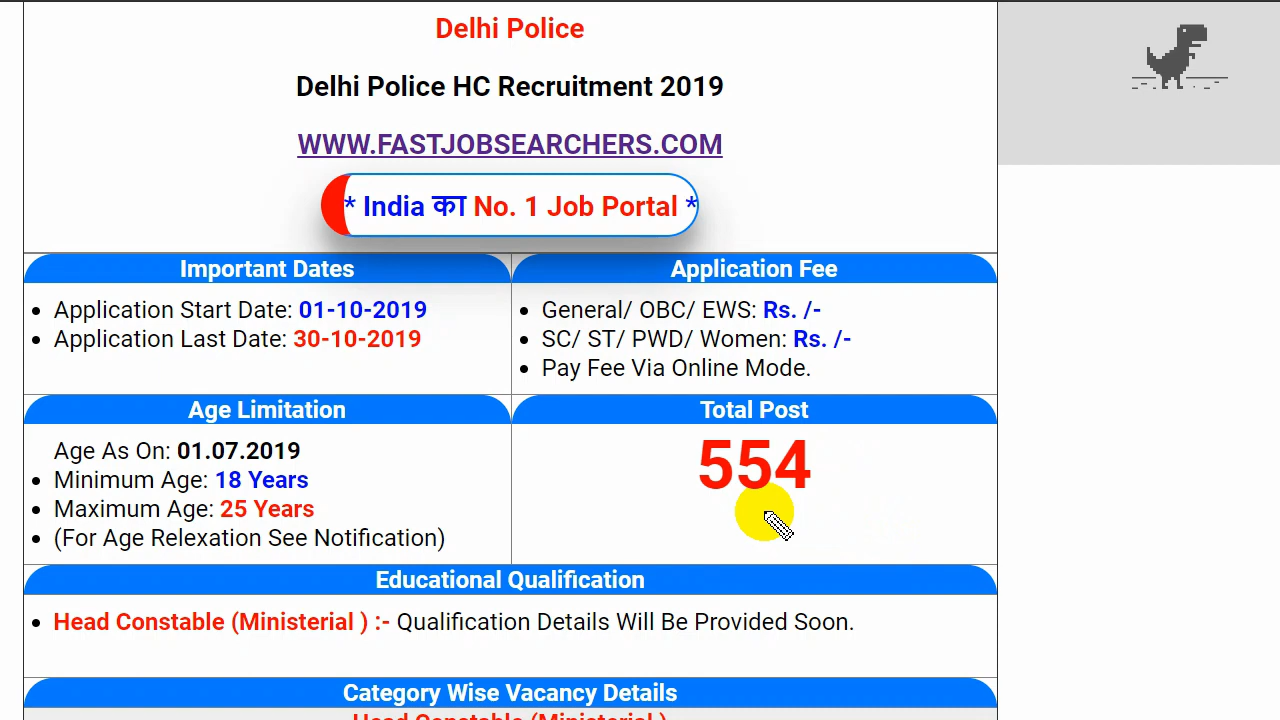 Delhi Police
Delhi Police HC Recruitment 2019
WWW.FASTJOBSEARCHERS.COM
* India का No. 1 Job Portal *
Important Dates
Application Start Date: 01-10-2019
Application Last Date: 30-10-2019
Application Fee
General/ OBC/ EWS: Rs. /-
SC/ ST/ PWD/ Women: Rs. /-
Pay Fee Via Online Mode.
Age Limitation
Age As On: 01.07.2019
Minimum Age: 18 Years
Maximum Age: 25 Years
(For Age Relexation See Notification)
Total Post
554
Educational Qualification
Head Constable (Ministerial ) :- Qualification Details Will Be Provided Soon.
Category Wise Vacancy Details
Head Constable (Ministerial )